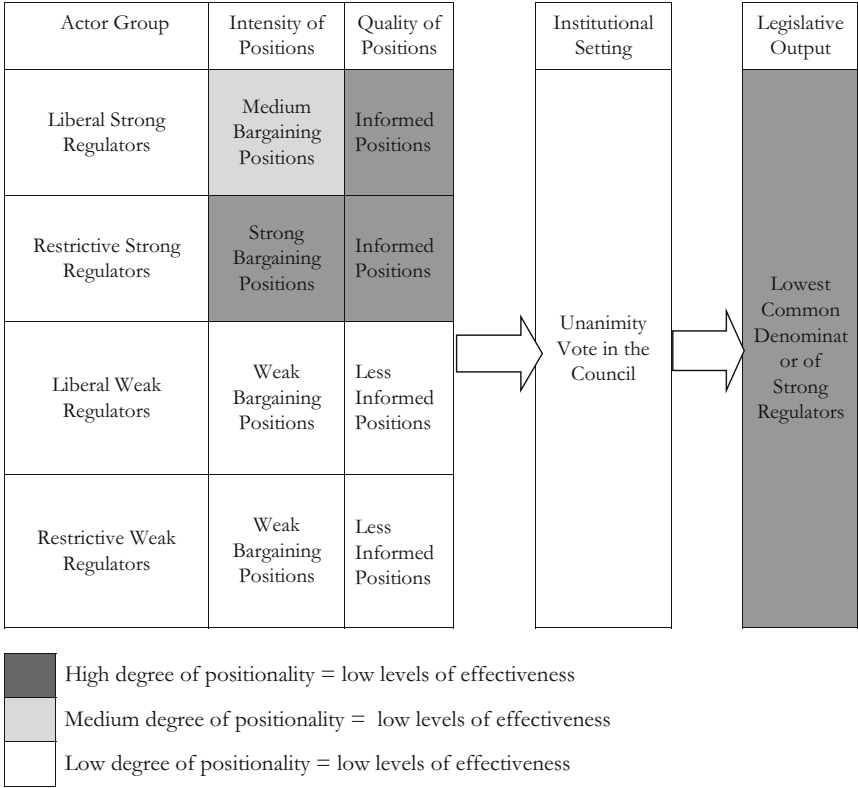 Actor Group
Intensity of
Positions
Quality of
Positions
Institutional
Setting
Legislative
Output
Liberal Strong
Regulators
Medium
Bargaining
Positions
Informed
Positions
Restrictive Strong
Regulators
Strong
Bargaining
Positions
Informed
Positions
Liberal Weak
Regulators
Weak
Bargaining
Positions
Less
Informed
Positions
Restrictive Weak
Regulators
Weak
Bargaining
Positions
Less
Informed
Positions
Unanimity
Vote in the
Council
Lowest
Common
Denominat
or of
Strong
Regulators
High degree of positionality = low levels of effectiveness
Medium degree of positionality = low levels of effectiveness
Low degree of positionality = low levels of effectiveness